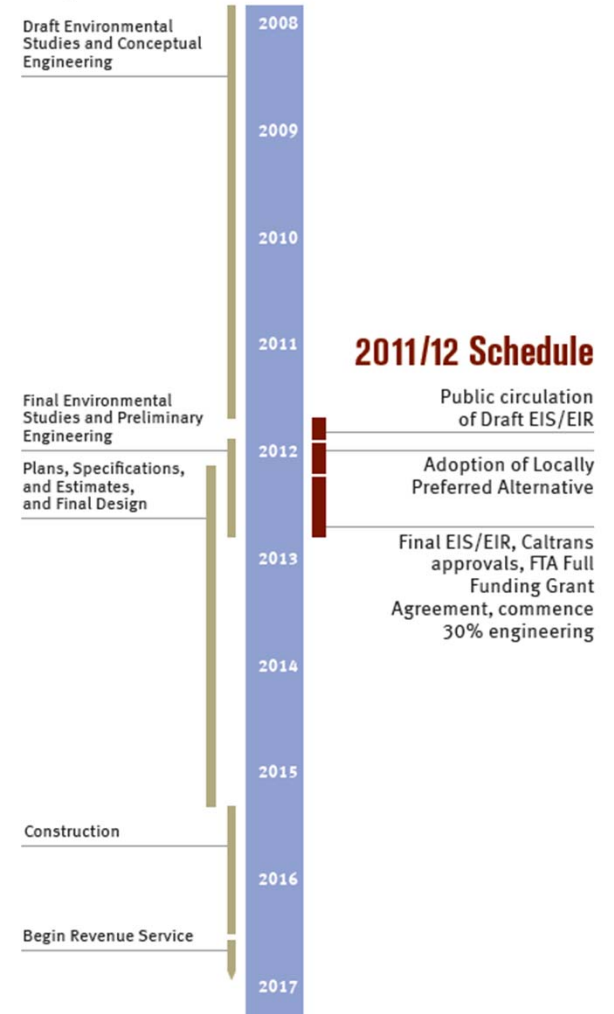 Draft Environmental
Studies and Conceptual
Engineering
2008
2009
2010
2011
2011/12 Schedule
Public circulation
of Draft EIS/EIR
Final Environmental
Studies and Preliminary
Engineering
2012
Adoption of Locally
Preferred Alternative
Plans, Specifications,
and Estimates,
and Final Design
Final EIS/EIR, Caltrans
approvals, FTA Full
Funding Grant
Agreement, commence
30% engineering
2013
2014
2015
Construction
2016
Begin Revenue Service
2017